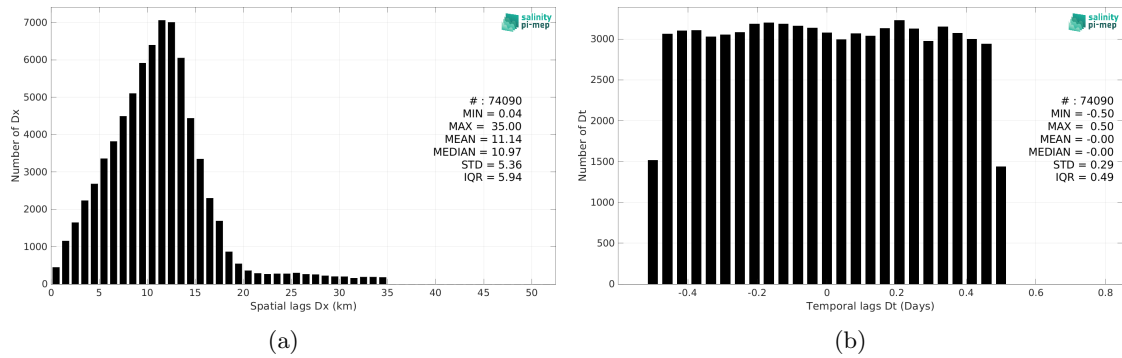 salinity
pi-mep
7000
6000
5000
4000
3000
2000
1000
0
Number of Dx
# : 74090
MIN = 0.04
MAX = 35.00
MEAN = 11.14
MEDIAN = 10.97
STD = 5.36
IQR = 5.94
0 5 10 15 20 25 30 35 40 45 50
Spatial lags Dx (km)
(a)
salinity
pi-mep
3000
2500
2000
1500
1000
500
0
Number of Dt
# : 74090
MIN = -0.50
MAX = 0.50
MEAN = -0.00
MEDIAN = -0.00
STD = 0.29
IQR = 0.49
-0.4 -0.2 0 0.2 0.4 0.6 0.8
Temporal lags Dt (Days)
(b)